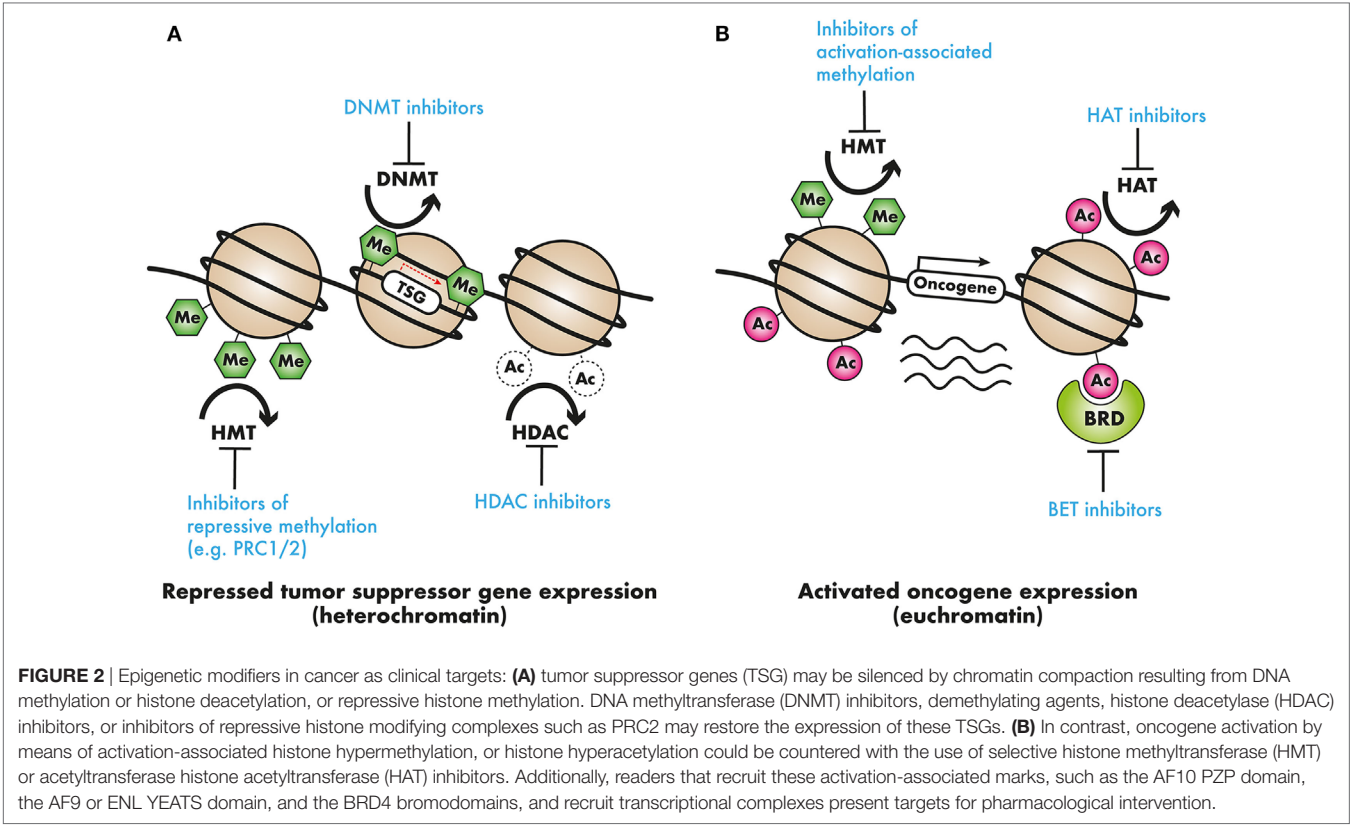 A
DNMT inhibitors
DNMT
Me
Me
TSG
Me
Me
Me
Ac
Ac
HMT
HDAC
Inhibitors of
repressive methylation
(e.g. PRC1/2)
HDAC inhibitors
Repressed tumor suppressor gene expression
(heterochromatin)
B
Inhibitors of
activation-associated
methylation
HAT inhibitors
HMT
HAT
Me
Me
Ac
Ac
Oncogene
Ac
Ac
Ac
BRD
BET inhibitors
Activated oncogene expression
(euchromatin)
FIGURE 2 | Epigenetic modifiers in cancer as clinical targets: (A) tumor suppressor genes (TSG) may be silenced by chromatin compaction resulting from DNA
methylation or histone deacetylation, or repressive histone methylation. DNA methyltransferase (DNMT) inhibitors, demethylating agents, histone deacetylase (HDAC)
inhibitors, or inhibitors of repressive histone modifying complexes such as PRC2 may restore the expression of these TSGs. (B) In contrast, oncogene activation by
means of activation-associated histone hypermethylation, or histone hyperacetylation could be countered with the use of selective histone methyltransferase (HMT)
or acetyltransferase histone acetyltransferase (HAT) inhibitors. Additionally, readers that recruit these activation-associated marks, such as the AF10 PZP domain,
the AF9 or ENL YEATS domain, and the BRD4 bromodomains, and recruit transcriptional complexes present targets for pharmacological intervention.